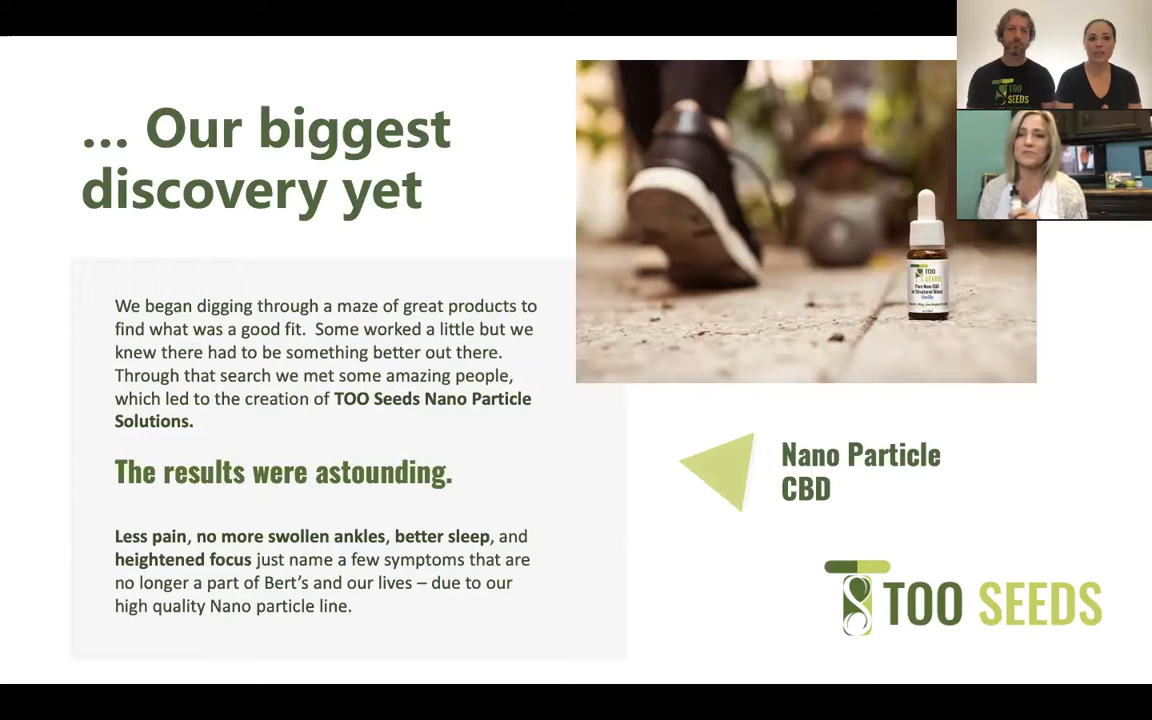 ... Our biggest
discovery yet
We began digging through a maze of great products to
find what was a good fit.  Some worked a little but we
knew there had to be something better out there.
Through that search we met some amazing people,
which led to the creation of TOO Seeds Nano Particle
Solutions.
The results were astounding.
Less pain, no more swollen ankles, better sleep, and
heightened focus just name a few symptoms that are
no longer a part of Bert's and our lives – due to our
high quality Nano particle line.
TOO
SEEDS
TOO
SEEDS
Nano Particle
CBD
TOO SEEDS